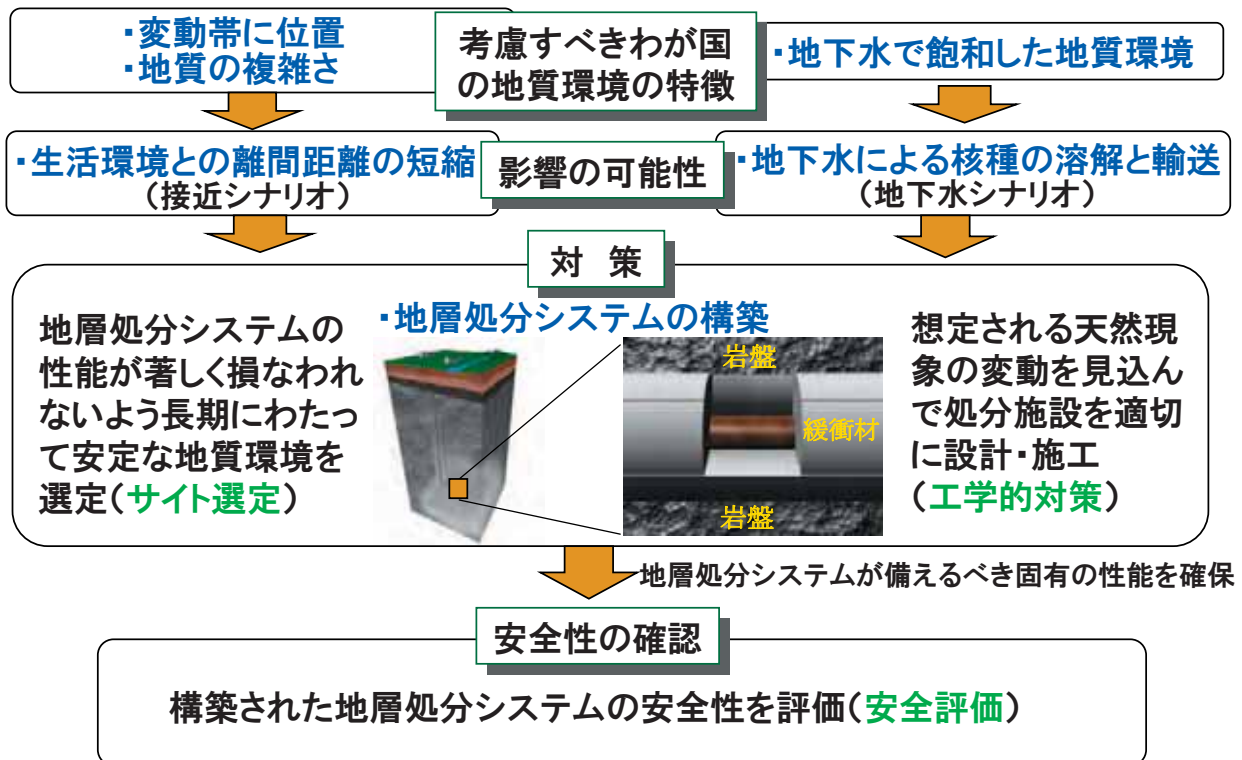 考慮すべきわが国
の地質環境の特徴
・変動帯に位置
・地質の複雑さ
・地下水で飽和した地質環境
影響の可能性
・生活環境との離間距離の短縮
（接近シナリオ）
・地下水による核種の溶解と輸送
（地下水シナリオ）
対 策
地層処分システムの
性能が著しく損なわれ
ないよう長期にわたっ
て安定な地質環境を
選定（サイト選定）
・地層処分システムの構築
岩盤
緩衝材
岩盤
想定される天然現
象の変動を見込ん
で処分施設を適切
に設計・施工
（工学的対策）
地層処分システムが備えるべき固有の性能を確保
安全性の確認
構築された地層処分システムの安全性を評価（安全評価）